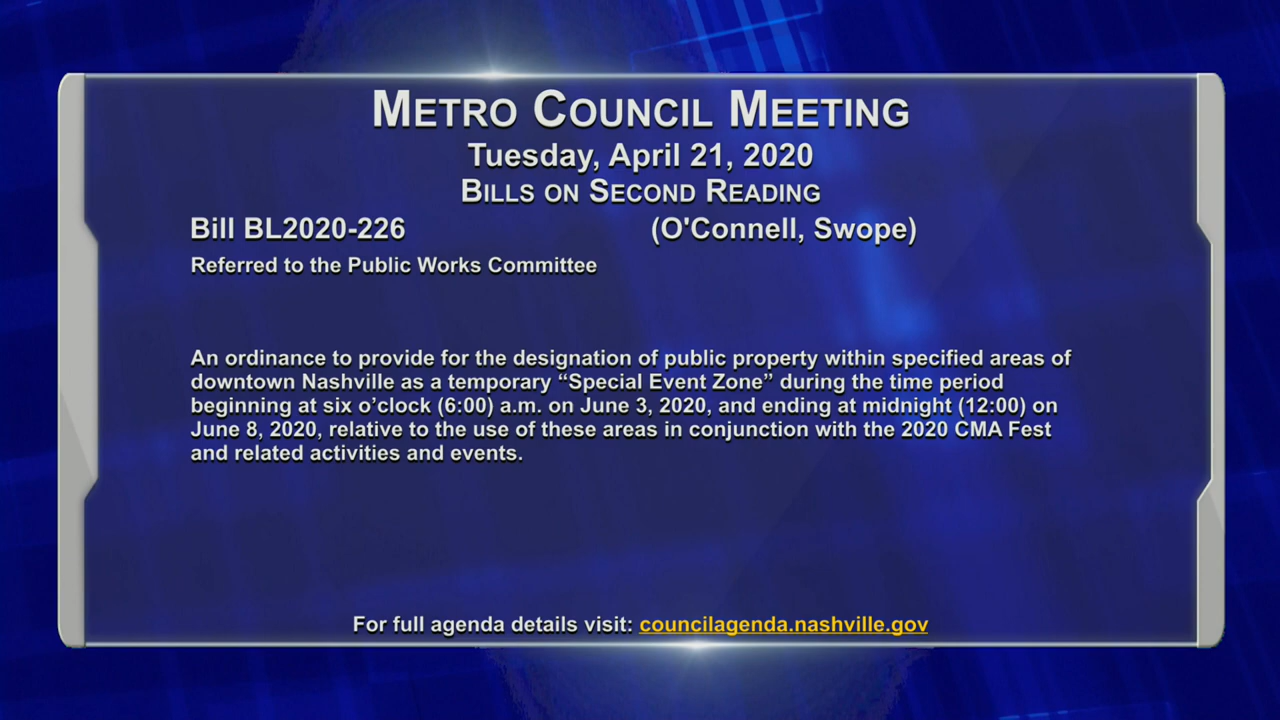 METRO COUNCIL MEETING
Tuesday, April 21, 2020
BILLS ON SECOND READING
Bill BL2020-226 (O'Connell, Swope)
Referred to the Public Works Committee
An ordinance to provide for the designation of public property within specified areas of
downtown Nashville as a temporary “Special Event Zone” during the time period
beginning at six o’clock (6:00) a.m. on June 3, 2020, and ending at midnight (12:00) on
June 8, 2020, relative to the use of these areas in conjunction with the 2020 CMA Fest
and related activities and events.
For full agenda details visit: councilagenda.nashville.gov